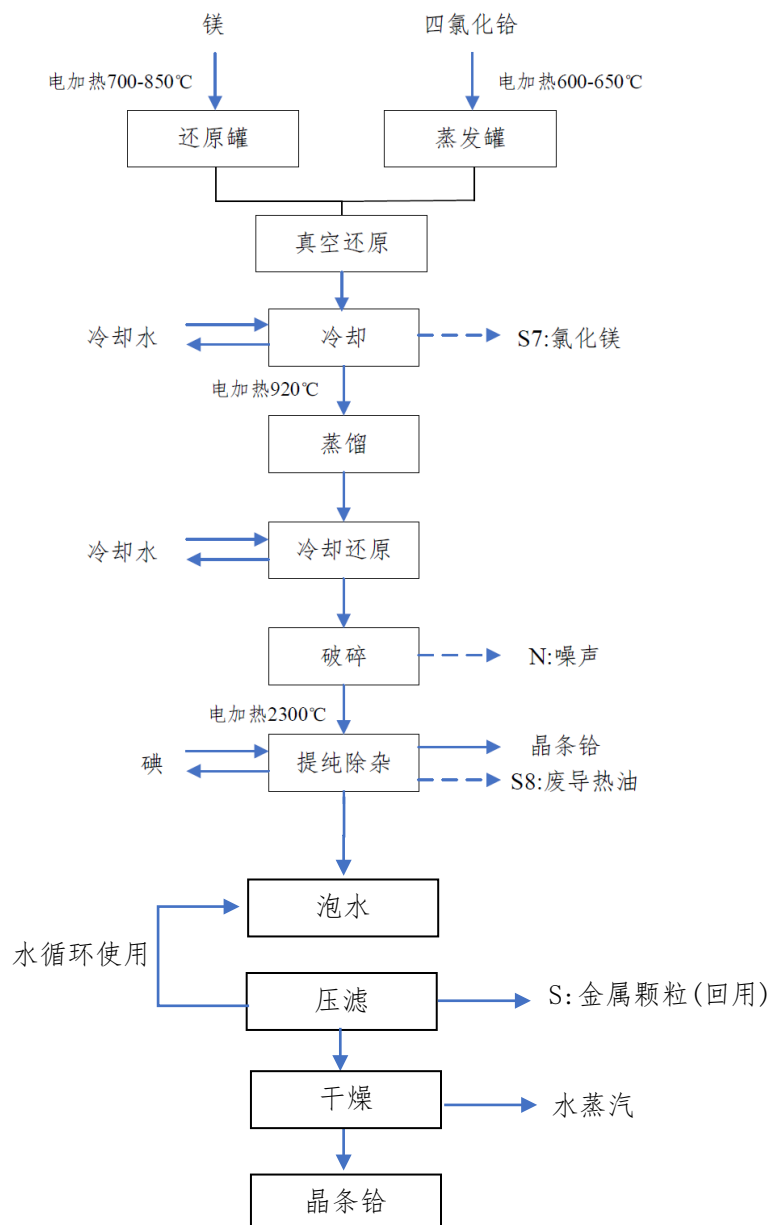 镁
四氯化铪
电加热700-850℃
电加热600-650℃
还原罐
蒸发罐
真空还原
冷却水
冷却
S7:氯化镁
电加热920℃
蒸馏
冷却水
冷却还原
破碎
N:噪声
电加热2300℃
碘
提纯除杂
晶条铪
S8:废导热油
泡水
水循环使用
压滤
S:金属颗粒(回用)
干燥
水蒸汽
晶条铪